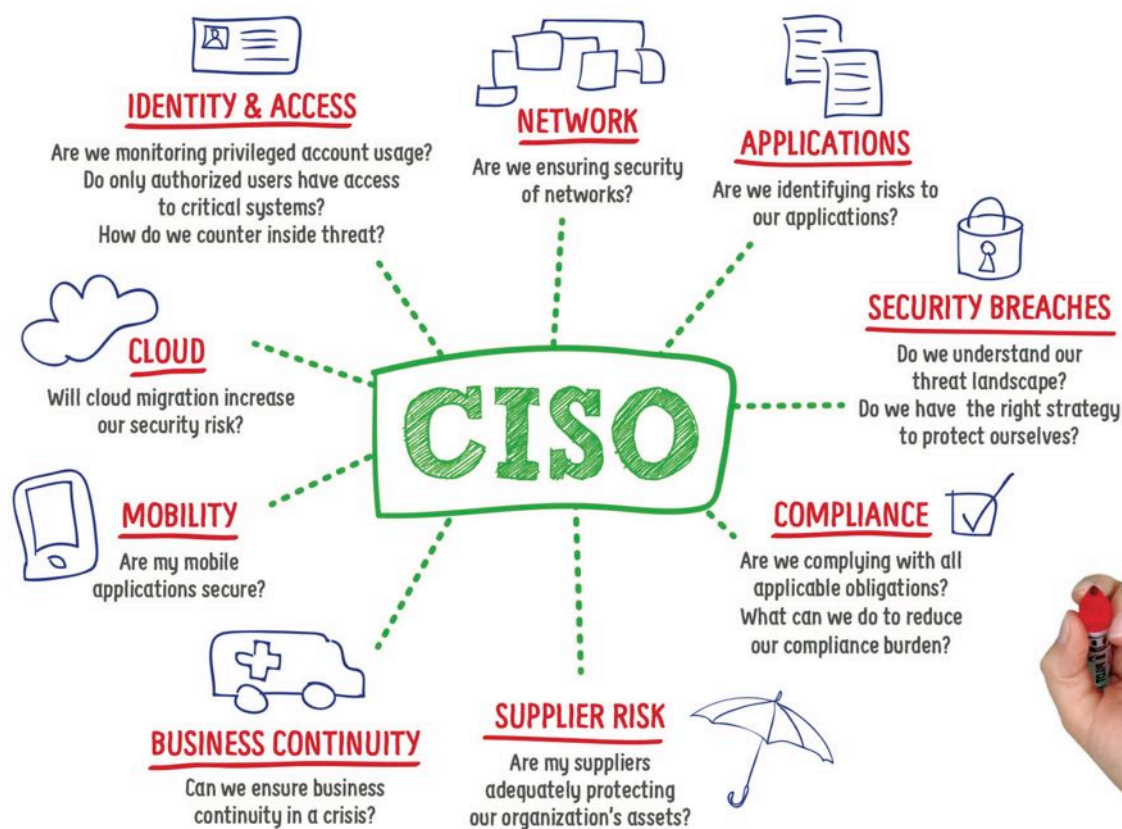 IDENTITY & ACCESS
Are we monitoring privileged account usage?
Do only authorized users have access
to critical systems?
How do we counter inside threat?
NETWORK
Are we ensuring security
of networks?
APPLICATIONS
Are we identifying risks to
our applications?
SECURITY BREACHES
Do we understand our
threat landscape?
Do we have the right strategy
to protect ourselves?
CLOUD
Will cloud migration increase
our security risk?
CISO
MOBILITY
Are my mobile
applications secure?
COMPLIANCE
Are we complying with all
applicable obligations?
What can we do to reduce
our compliance burden?
BUSINESS CONTINUITY
Can we ensure business
continuity in a crisis?
SUPPLIER RISK
Are my suppliers
adequately protecting
our organization's assets?